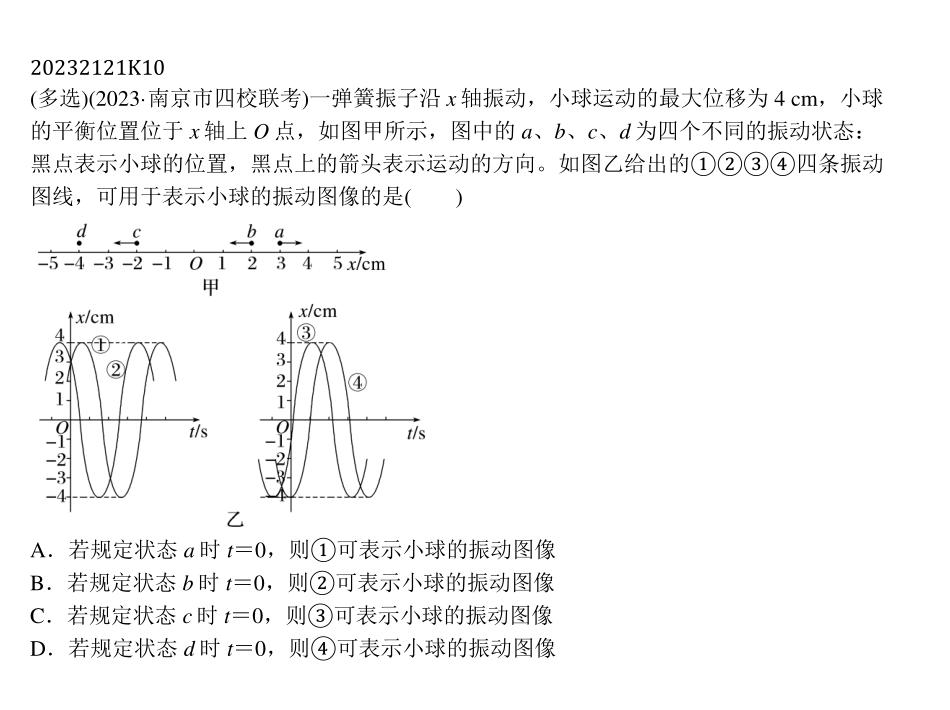 20232121K10
(多选)(2023·南京市四校联考)一弹簧振子沿 x 轴振动，小球运动的最大位移为 4 cm，小球
的平衡位置位于 x 轴上 O 点，如图甲所示，图中的 a、b、c、d 为四个不同的振动状态：
黑点表示小球的位置，黑点上的箭头表示运动的方向。如图乙给出的①②③④四条振动
图线，可用于表示小球的振动图像的是(　　)
d c b a
-5 -4 -3 -2 -1 O 1 2 3 4 5 x/cm
甲
x/cm
4
3
2
1
O
-1
-2
-3
-4
①
②
t/s
x/cm
4
3
2
1
O
-1
-2
-3
-4
③
④
t/s
乙
A．若规定状态 a 时 t＝0，则①可表示小球的振动图像
B．若规定状态 b 时 t＝0，则②可表示小球的振动图像
C．若规定状态 c 时 t＝0，则③可表示小球的振动图像
D．若规定状态 d 时 t＝0，则④可表示小球的振动图像